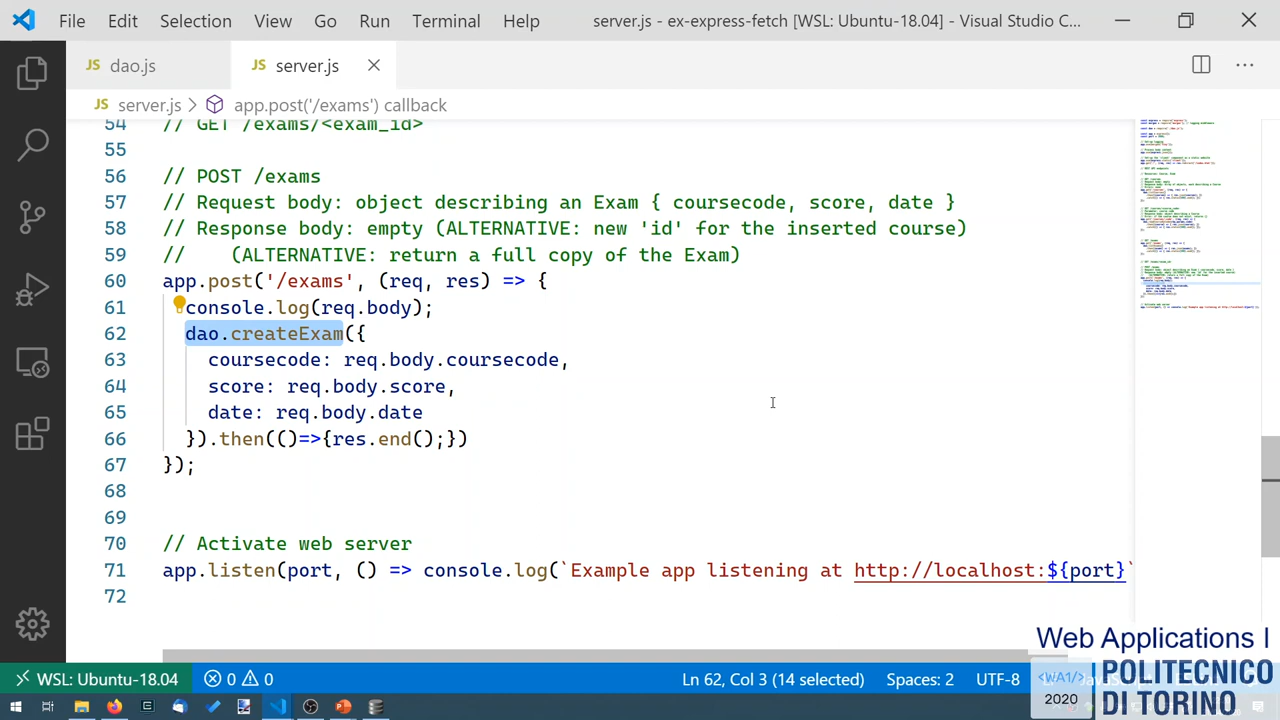 File Edit Selection View Go Run Terminal Help server.js - ex-express-fetch [WSL: Ubuntu-18.04] - Visual Studio C...
JS dao.js JS server.js
JS server.js > app.post('/exams') callback
54 // GET /exams/<exam_id>
55
56 // POST /exams
57 // Request body: object describing an Exam { coursecode, score, date }
58 // Response body: empty (ALTERNATIVE: new 'id' for the inserted course)
59 // (ALTERNATIVE: return a full copy of the Exam)
60 app.post('/exams', (req, res) => {
61 console.log(req.body);
62 dao.createExam({
63 coursecode: req.body.coursecode,
64 score: req.body.score,
65 date: req.body.date
66 }).then(()=>{res.end();})
67 });
68
69
70 // Activate web server
71 app.listen(port, () => console.log(`Example app listening at http://localhost:${port}`
72
Web Applications I
POLITECNICO
DI TORINO
<WA1/>
2020
WSL: Ubuntu-18.04 0 0 Ln 62, Col 3 (14 selected) Spaces: 2 UTF-8